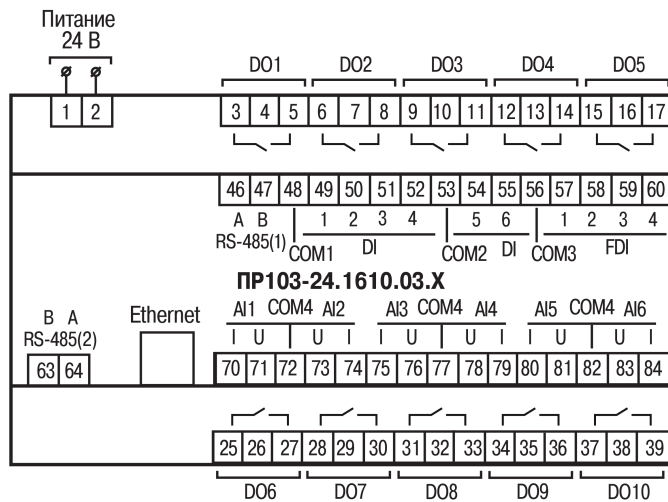 Питание
24 В
DO1 DO2 DO3 DO4 DO5
1 2 3 4 5 6 7 8 9 10 11 12 13 14 15 16 17
46 47 48 49 50 51 52 53 54 55 56 57 58 59 60
A B 1 2 3 4 5 6 1 2 3 4
RS-485(1) COM1 DI COM2 DI COM3 FDI
ПР103-24.1610.03.X
B A Ethernet AI1 COM4 AI2 AI3 COM4 AI4 AI5 COM4 AI6
RS-485(2) I U U I I U U I I U U I
63 64 70 71 72 73 74 75 76 77 78 79 80 81 82 83 84
25 26 27 28 29 30 31 32 33 34 35 36 37 38 39
DO6 DO7 DO8 DO9 DO10